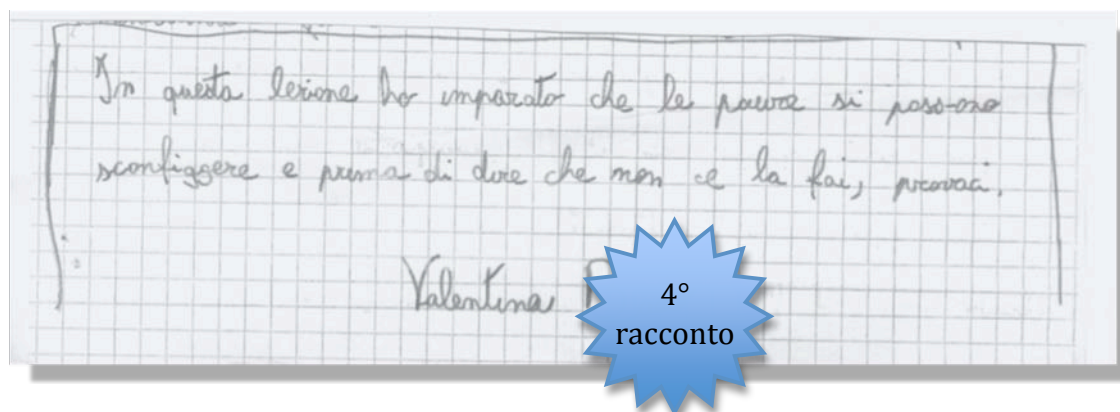 In questa lezione ho imparato che le paure si possono
sconfiggere e prima di dire che non ce la fai, provaci.
Valentina
4°
racconto